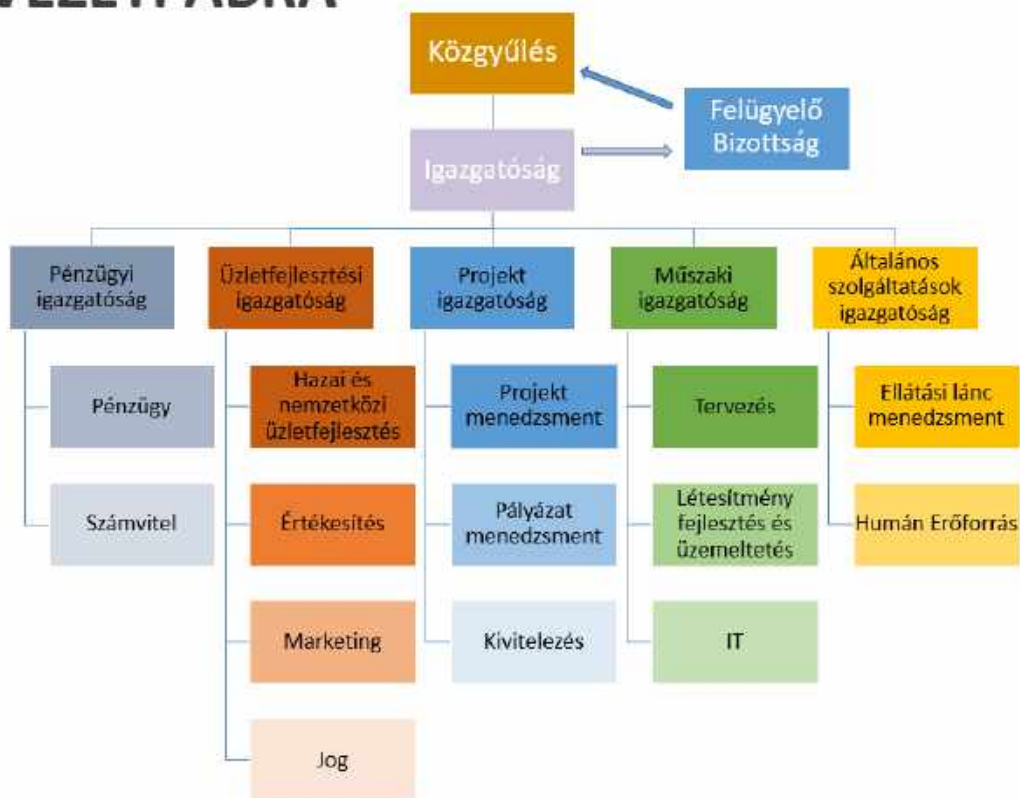 Közgyűlés
Felügyelő
Bizottság
Igazgatóság
Pénzügyi
igazgatóság
Üzletfejlesztési
igazgatóság
Projekt
igazgatóság
Műszaki
igazgatóság
Általános
szolgáltatások
igazgatóság
Pénzügy
Hazai és
nemzetközi
üzletfejlesztés
Projekt
menedzsment
Tervezés
Ellátási lánc
menedzsment
Számvitel
Értékesítés
Pályázat
menedzsment
Létesítmény
fejlesztés és
üzemeltetés
Humán Erőforrás
Marketing
Kivitelezés
IT
Jog